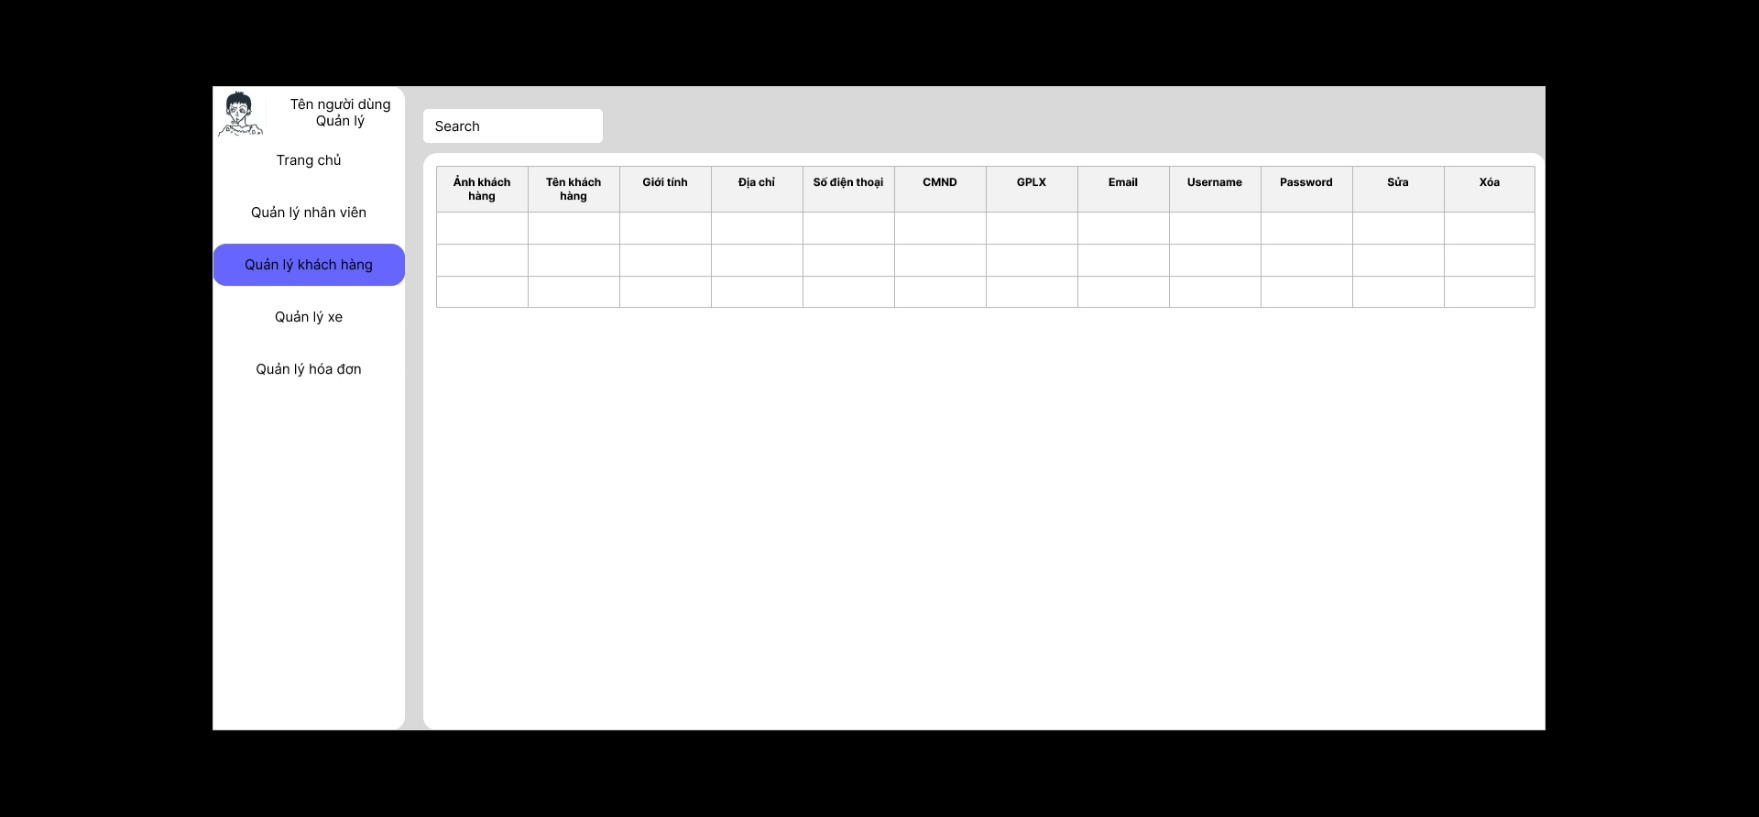 Tên người dùng
Quản lý
Trang chủ
Quản lý nhân viên
Quản lý khách hàng
Quản lý xe
Quản lý hóa đơn
Search
Ảnh khách
hàng
Tên khách
hàng
Giới tính
Địa chỉ
Số điện thoại
CMND
GPLX
Email
Username
Password
Sửa
Xóa